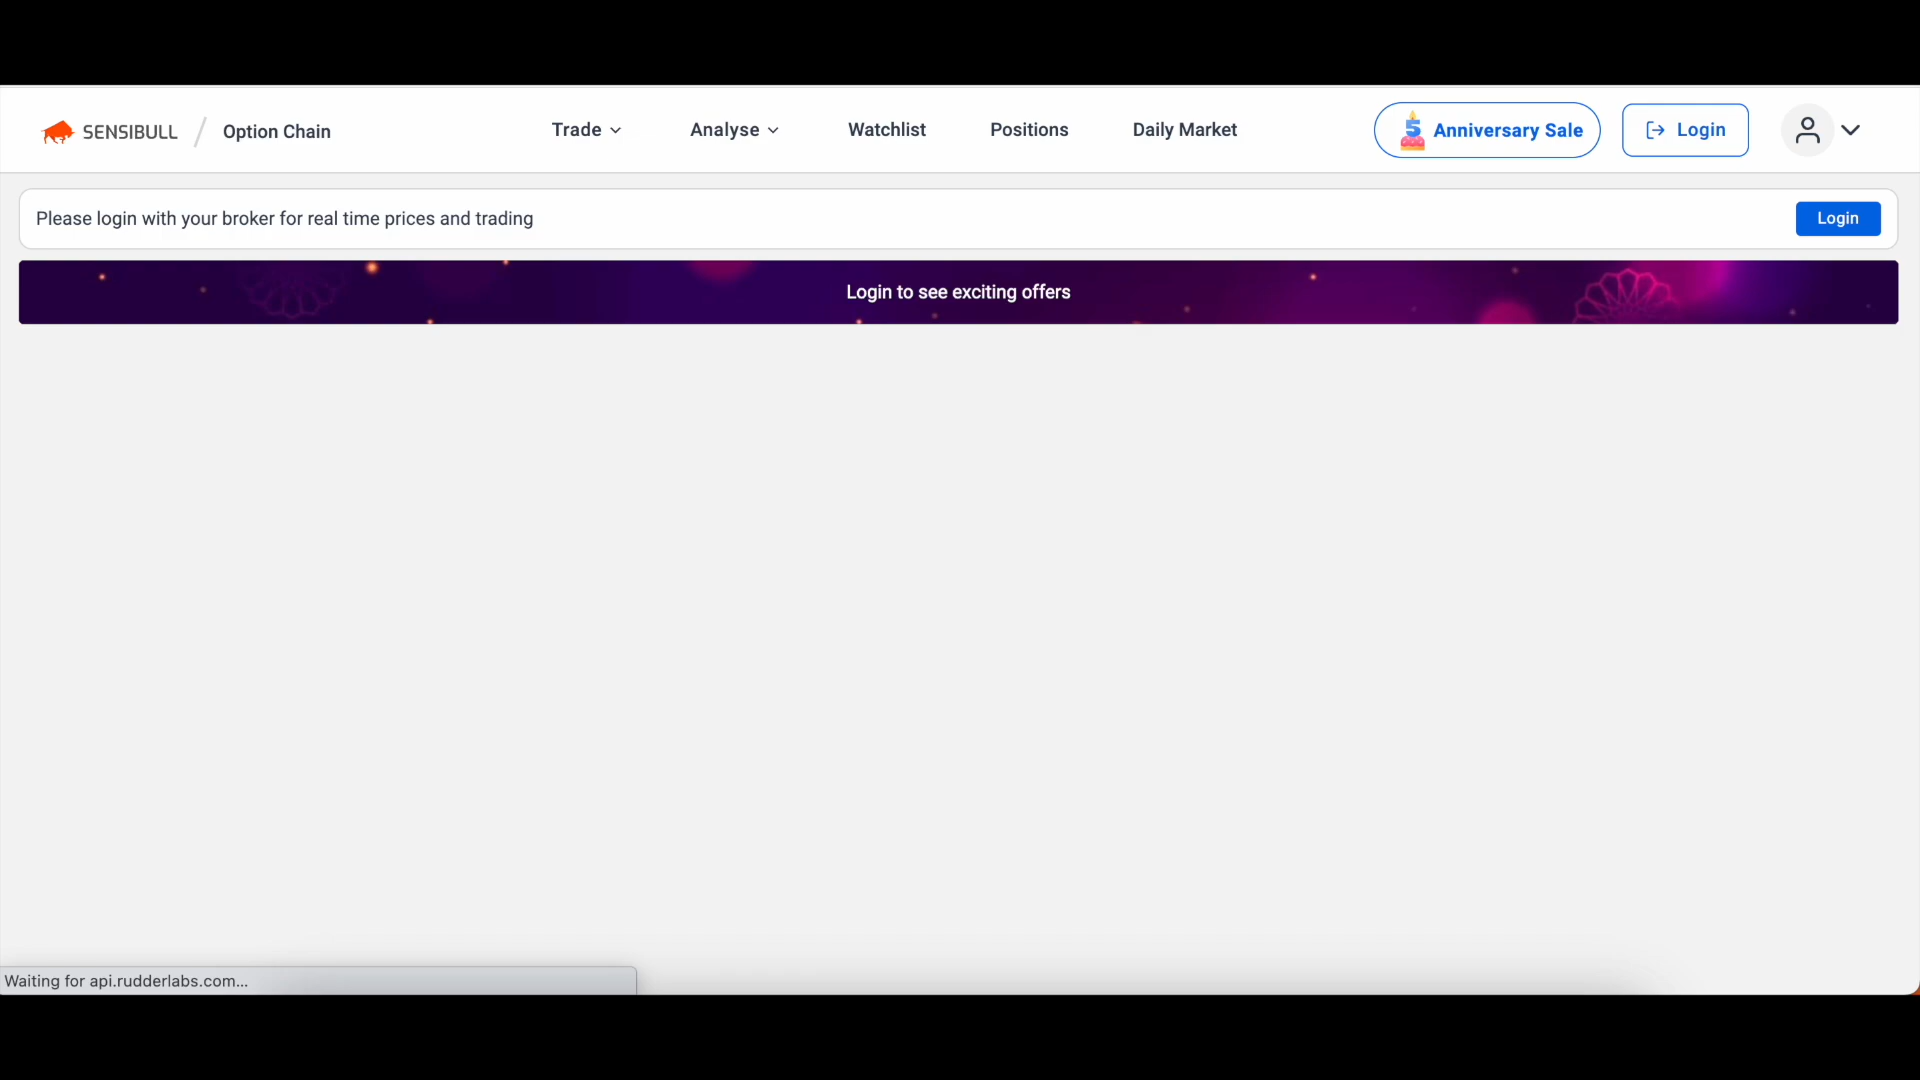 SENSIBULL / Option Chain
Trade
Analyse
Watchlist
Positions
Daily Market
5 Anniversary Sale
Login
Please login with your broker for real time prices and trading
Login
Login to see exciting offers
Waiting for api.rudderlabs.com...